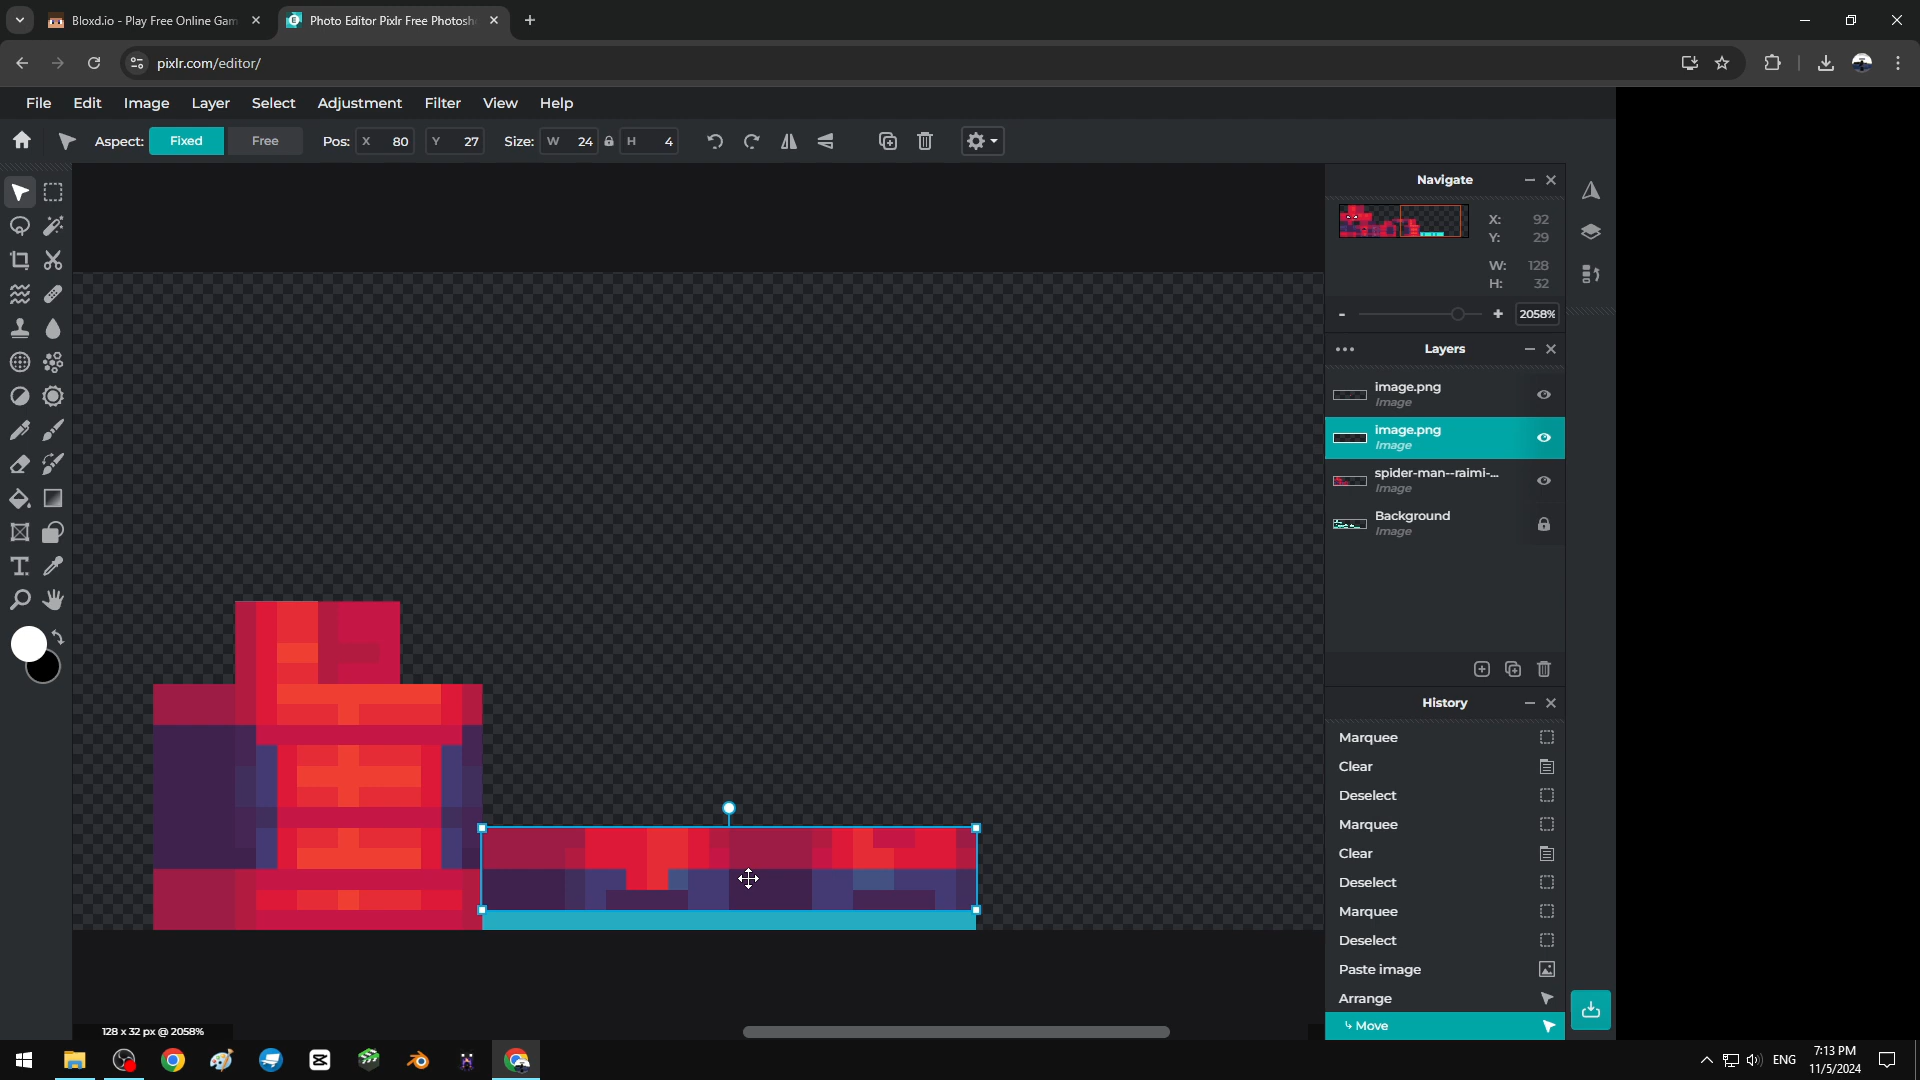 Bloxd.io - Play Free Online Gam
Photo Editor Pixlr Free Photosh
pixlr.com/editor/
File Edit Image Layer Select Adjustment Filter View Help
Aspect: Fixed Free Pos: X 80 Y 27 Size: W 24 H 4
Navigate
X: 92
Y: 29
W: 128
H: 32
- + 2058%
Layers
image.png
Image
image.png
Image
spider-man--raimi-...
Image
Background
Image
History
Marquee
Clear
Deselect
Marquee
Clear
Deselect
Marquee
Deselect
Paste image
Arrange
Move
128 x 32 px @ 2058%
ENG
7:13 PM
11/5/2024